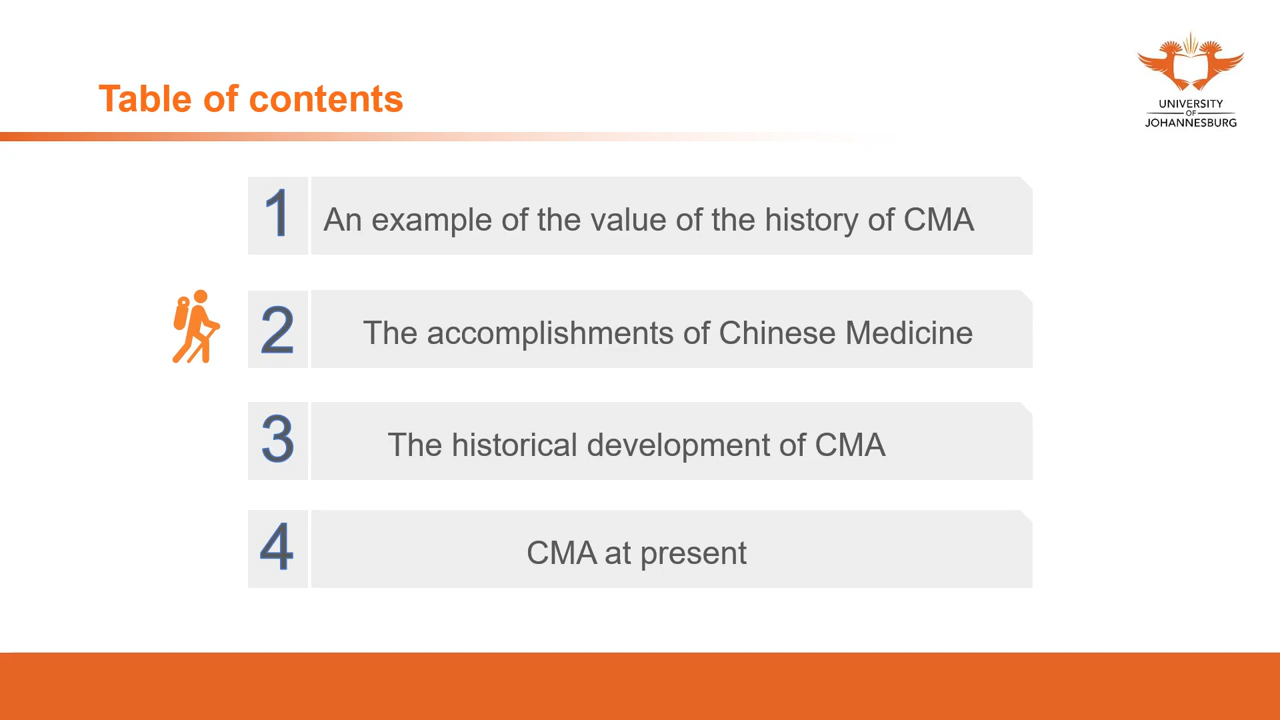 Table of contents
UNIVERSITY
OF
JOHANNESBURG
1 An example of the value of the history of CMA
2 The accomplishments of Chinese Medicine
3 The historical development of CMA
4 CMA at present